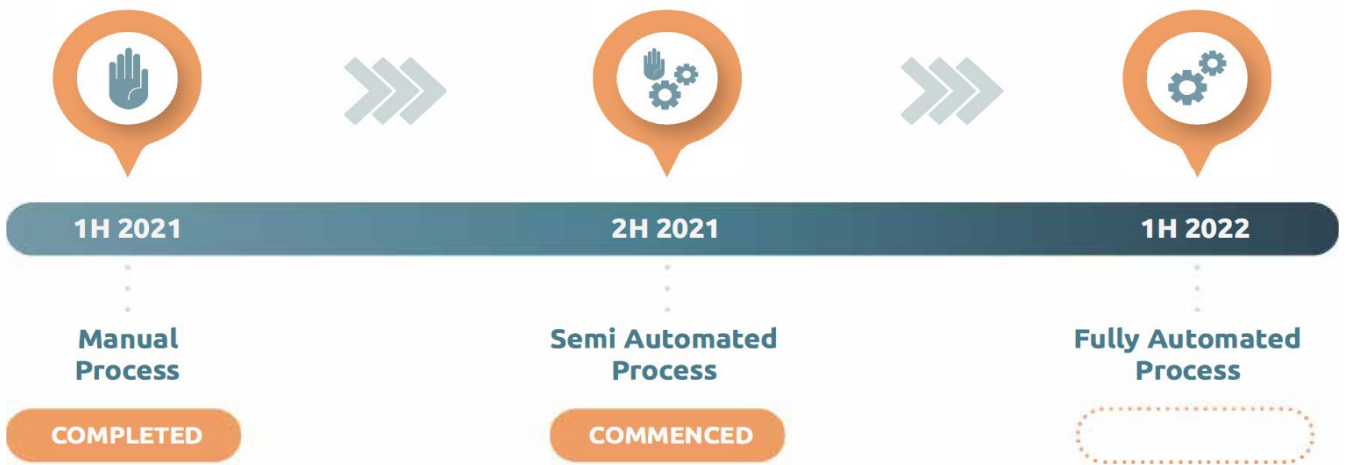 1H 2021
2H 2021
1H 2022
Manual
Process
Semi Automated
Process
Fully Automated
Process
COMPLETED
COMMENCED